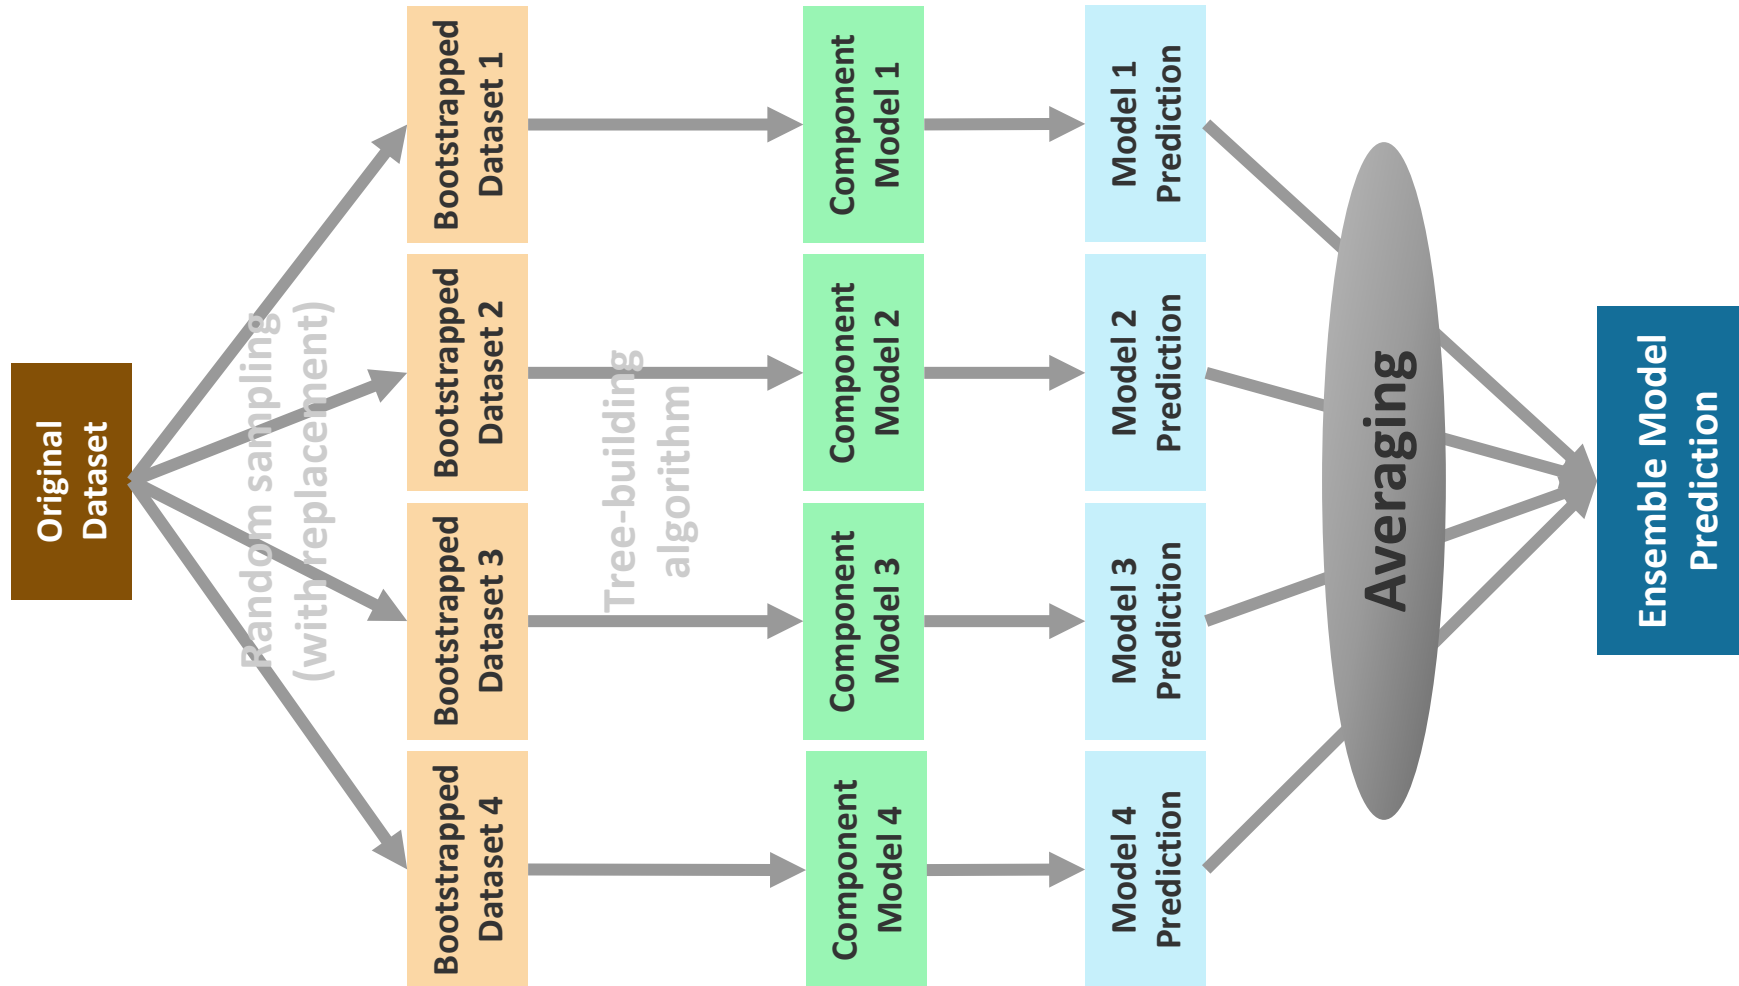 Original
Dataset
Random sampling
(with replacement)
Bootstrapped
Dataset 1
Bootstrapped
Dataset 2
Bootstrapped
Dataset 3
Bootstrapped
Dataset 4
Tree-building
algorithm
Component
Model 1
Component
Model 2
Component
Model 3
Component
Model 4
Model 1
Prediction
Model 2
Prediction
Model 3
Prediction
Model 4
Prediction
Averaging
Ensemble Model
Prediction